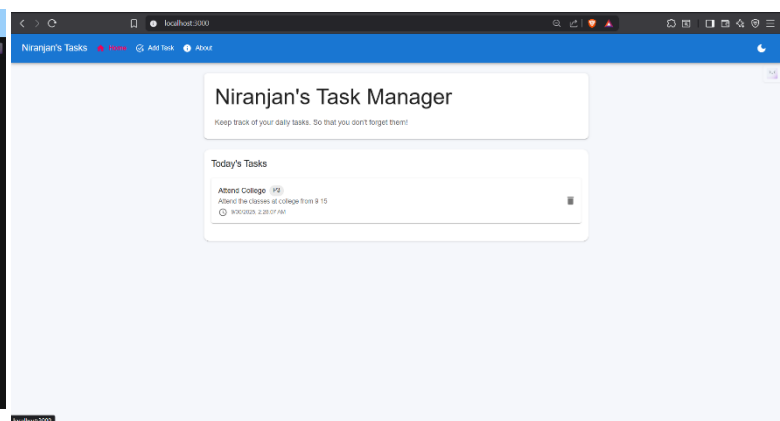 localhost:3000
Niranjan's Tasks Home Add Task About
Niranjan's Task Manager
Keep track of your daily tasks. So that you don't forget them!
Today's Tasks
Attend College
Attend the classes at college from 9 15
localhost:3000